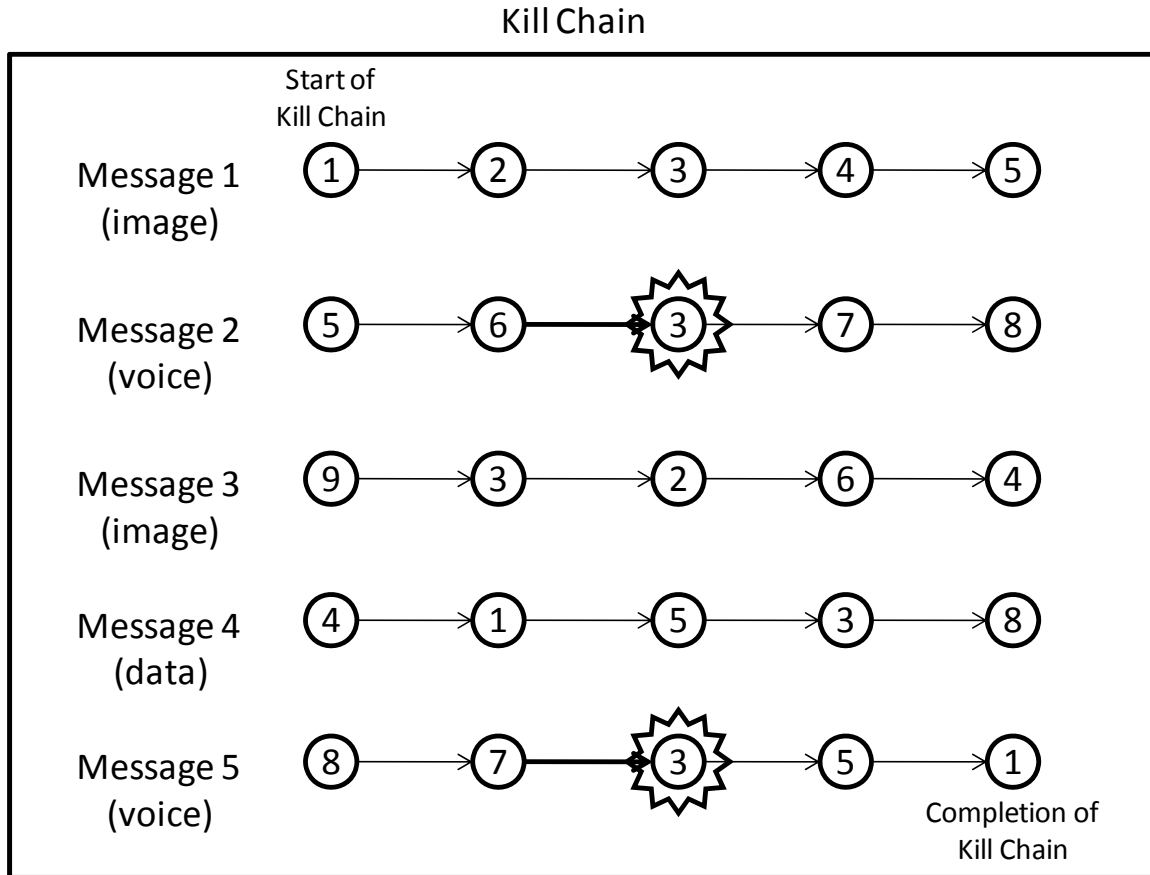 Kill Chain
Start of
Kill Chain
Message 1
(image)
1 2 3 4 5
Message 2
(voice)
5 6 3 7 8
Message 3
(image)
9 3 2 6 4
Message 4
(data)
4 1 5 3 8
Message 5
(voice)
8 7 3 5 1
Completion of
Kill Chain